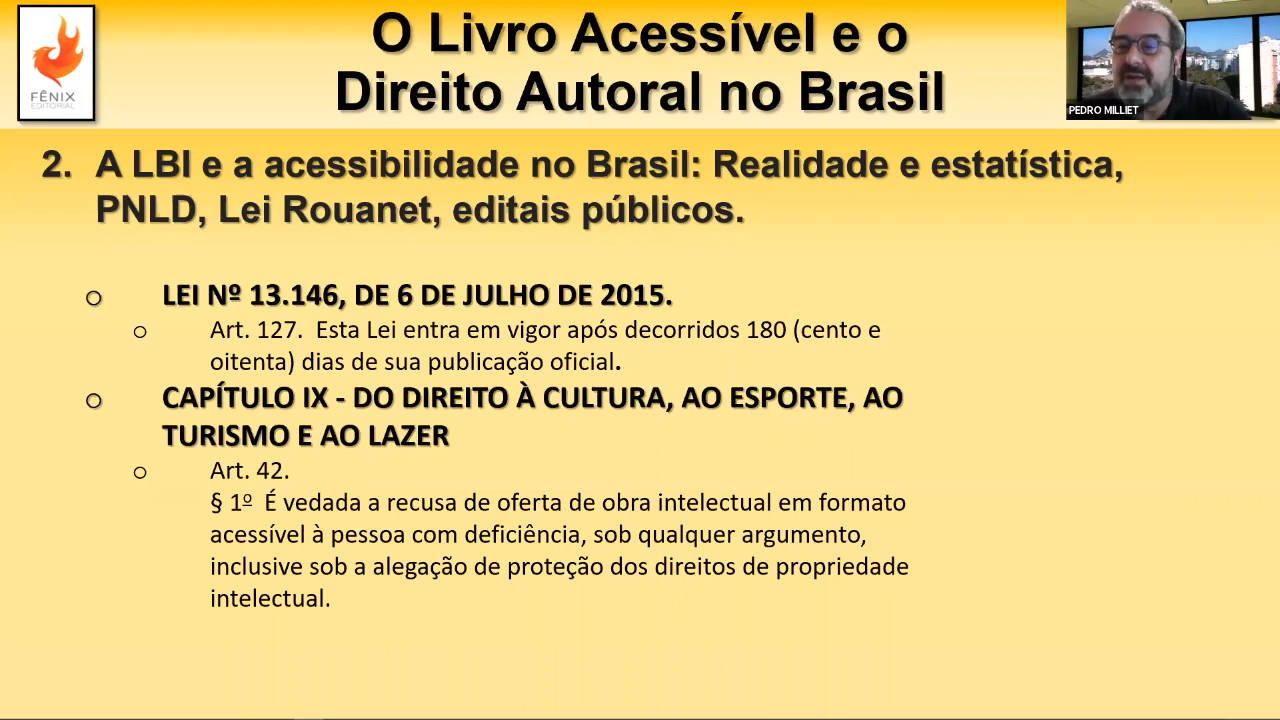 O Livro Acessível e o
Direito Autoral no Brasil
FÊNIX
EDITORIAL
PEDRO MILLIET
2. A LBI e a acessibilidade no Brasil: Realidade e estatística,
PNLD, Lei Rouanet, editais públicos.
o LEI Nº 13.146, DE 6 DE JULHO DE 2015.
o Art. 127.  Esta Lei entra em vigor após decorridos 180 (cento e
oitenta) dias de sua publicação oficial.
o CAPÍTULO IX - DO DIREITO À CULTURA, AO ESPORTE, AO
TURISMO E AO LAZER
o Art. 42.
§ 1º  É vedada a recusa de oferta de obra intelectual em formato
acessível à pessoa com deficiência, sob qualquer argumento,
inclusive sob a alegação de proteção dos direitos de propriedade
intelectual.